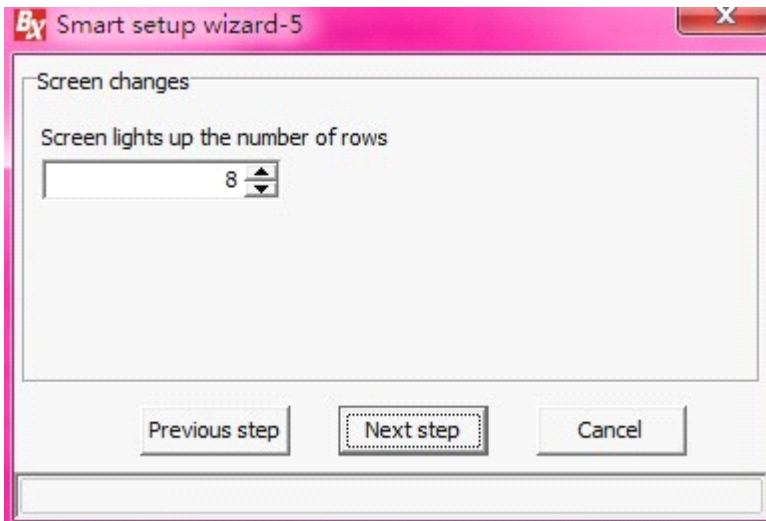 BX Smart setup wizard-5
Screen changes
Screen lights up the number of rows
8
Previous step Next step Cancel